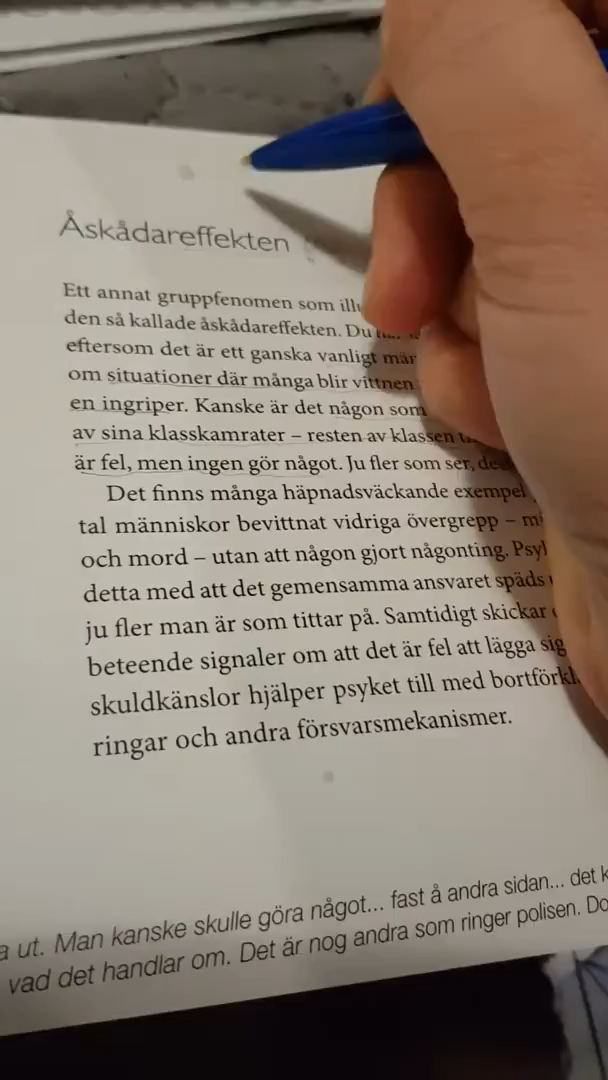 Åskådareffekten
Ett annat gruppfenomen som
den så kallade åskådareffekten. Du
eftersom det är ett ganska vanligt
om situationer där många blir vittnen
en ingriper. Kanske är det någon som
av sina klasskamrater – resten av klassen
är fel, men ingen gör något. Ju fler som ser,
Det finns många häpnadsväckande exempel
tal människor bevittnat vidriga övergrepp –
och mord – utan att någon gjort någonting.
detta med att det gemensamma ansvaret späds
ju fler man är som tittar på. Samtidigt skickar
beteende signaler om att det är fel att lägga
skuldkänslor hjälper psyket till med
ringar och andra försvarsmekanismer.
ut. Man kanske skulle göra något... fast å andra sidan... det
vad det handlar om. Det är nog andra som ringer polisen.